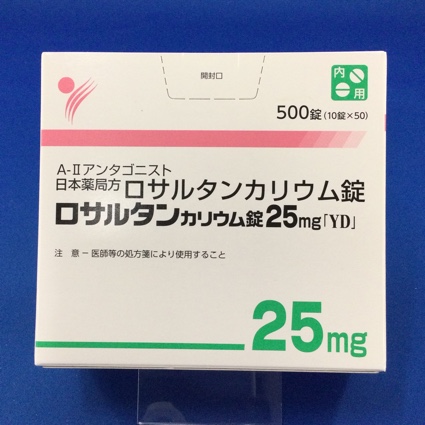 開封口
内用
500錠(10錠×50)
A-IIアンタゴニスト
日本薬局方 ロサルタンカリウム錠
ロサルタンカリウム錠25mg「YD」
注 意－医師等の処方箋により使用すること
25mg